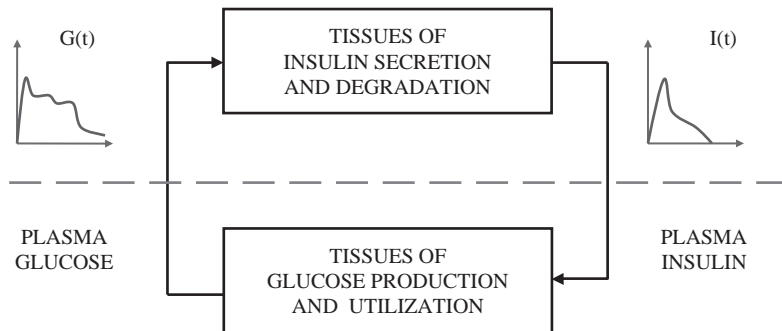 G(t)
TISSUES OF
INSULIN SECRETION
AND DEGRADATION
I(t)
PLASMA
GLUCOSE
TISSUES OF
GLUCOSE PRODUCTION
AND UTILIZATION
PLASMA
INSULIN